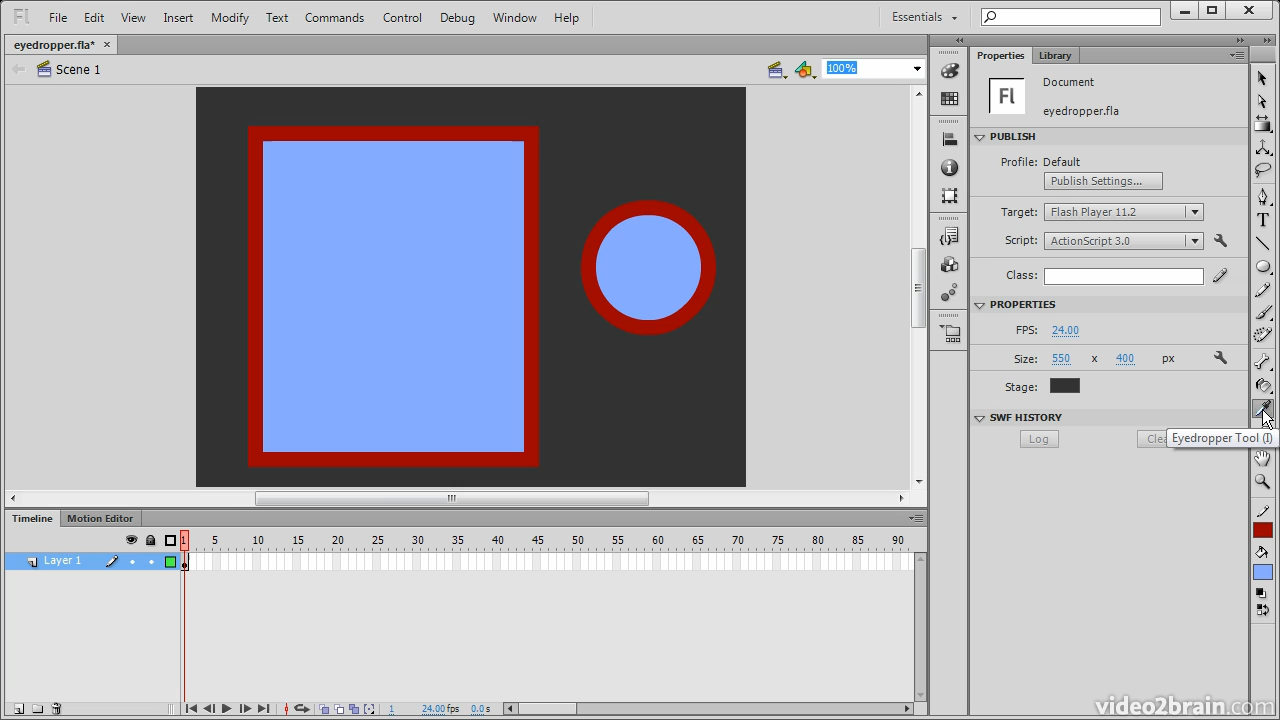 Fl File Edit View Insert Modify Text Commands Control Debug Window Help Essentials
eyedropper.fla* ×
Scene 1 100%
Properties Library
Fl Document
eyedropper.fla
PUBLISH
Profile: Default
Publish Settings...
Target: Flash Player 11.2
Script: ActionScript 3.0
Class:
PROPERTIES
FPS: 24.00
Size: 550 x 400 px
Stage:
SWF HISTORY
Log Clea
Eyedropper Tool (I)
T
Timeline Motion Editor
1 5 10 15 20 25 30 35 40 45 50 55 60 65 70 75 80 85 90
Layer 1
1 24.00 fps 0.0 s
video2brain.com